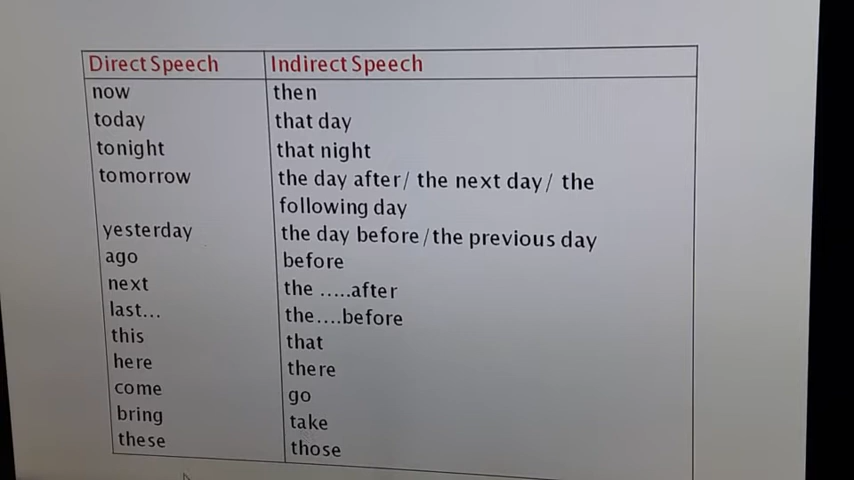 Direct Speech Indirect Speech
now then
today that day
tonight that night
tomorrow the day after/ the next day/ the
following day
yesterday the day before/the previous day
ago before
next the .....after
last... the....before
this that
here there
come go
bring take
these those